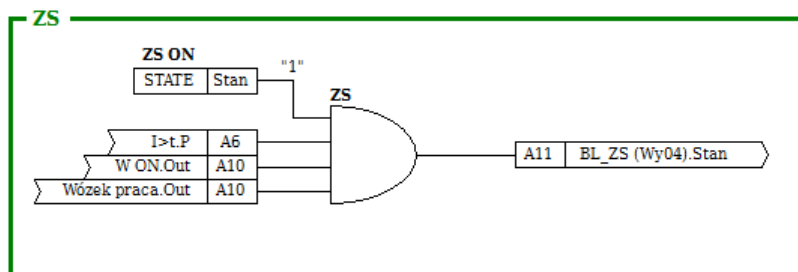 ZS
ZS ON
STATE Stan "1"
ZS
I>t.P A6
W ON.Out A10
A11 BL_ZS (Wy04).Stan
Wózek praca.Out A10